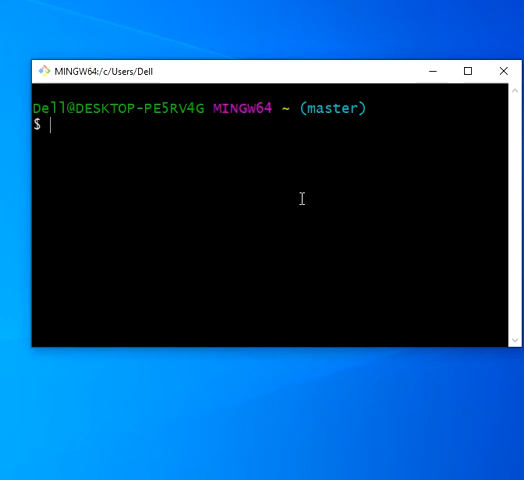 MINGW64:/c/Users/Dell
Dell@DESKTOP-PE5RV4G MINGW64 ~ (master)
$